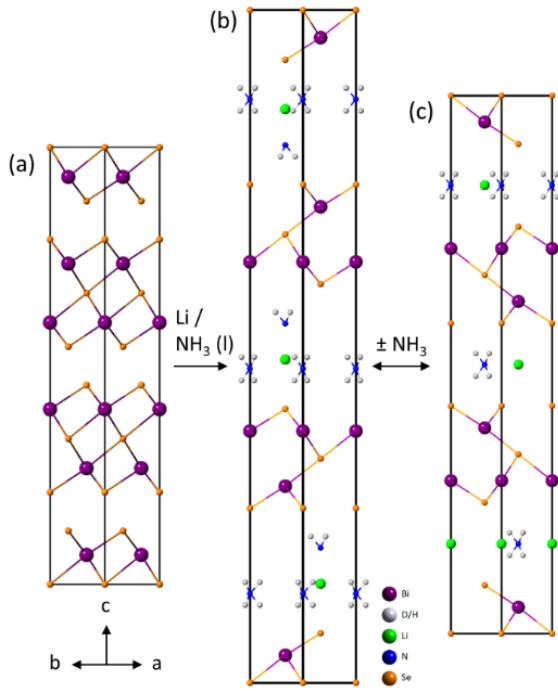 (a)
(b)
(c)
Li /
NH₃ (l)
± NH₃
c
b
a
Bi
D/H
Li
N
Se